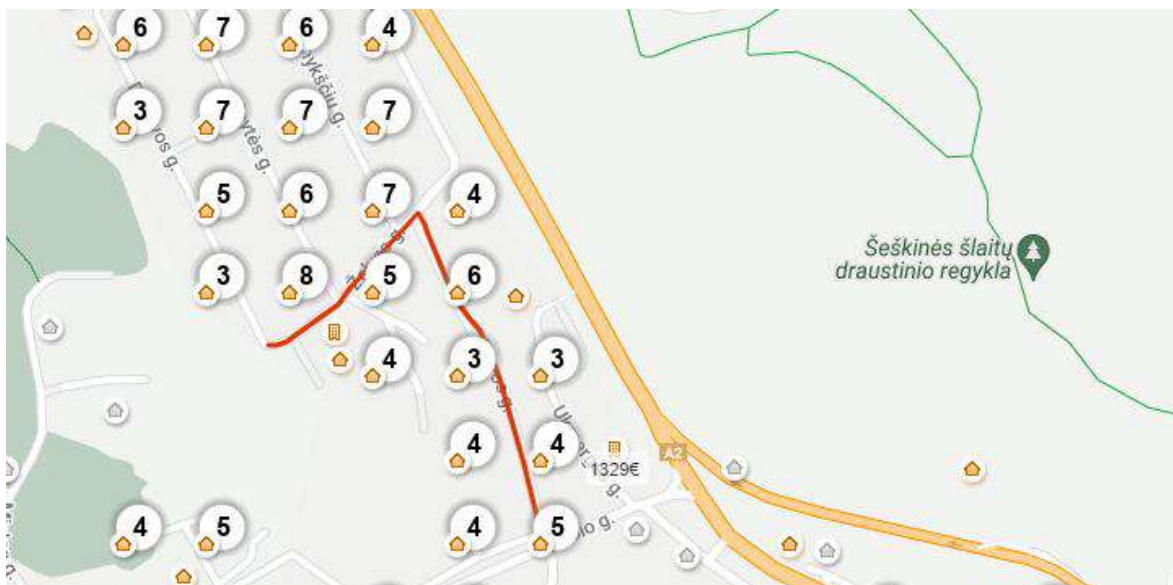 6 7 6 4
3 7 7 7
5 6 7 4
Šeškinės šlaitų
draustinio regykla
3 8 5 6
4 3 3
4 4
A2
1329€
4 5 4 5